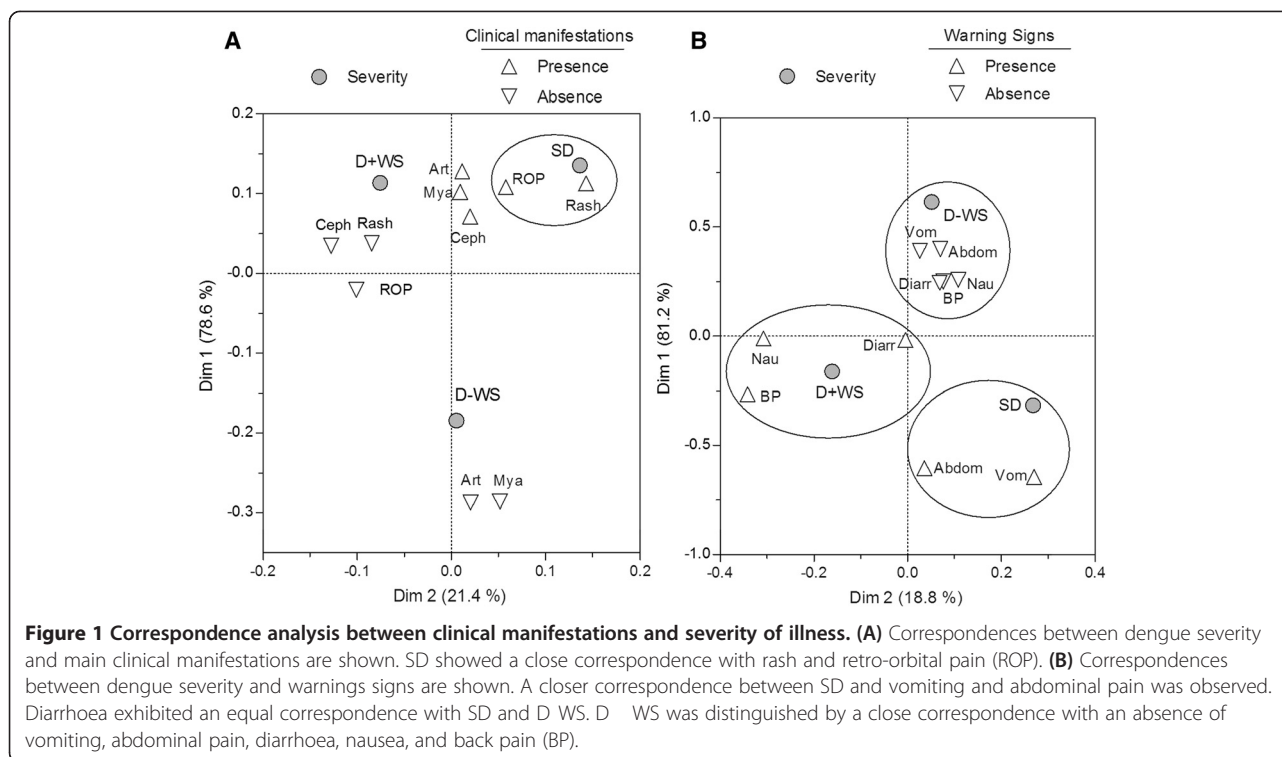 A
Clinical manifestations
Severity
Presence
Absence
0.2
0.1
-0.0
-0.1
-0.2
-0.3
Dim 1 (78.6 %)
D+WS
Art
Mya
Ceph
ROP
SD
Rash
Ceph
Rash
ROP
D-WS
Art
Mya
-0.2
-0.1
0.0
0.1
0.2
Dim 2 (21.4 %)
B
Warning Signs
Severity
Presence
Absence
1.0
0.5
0.0
-0.5
-1.0
Dim 1 (81.2 %)
D-WS
Vom
Abdom
Diarr
Nau
BP
Nau
Diarr
BP
D+WS
SD
Abdom
Vom
-0.4
-0.2
0.0
0.2
0.4
Dim 2 (18.8 %)
Figure 1 Correspondence analysis between clinical manifestations and severity of illness. (A) Correspondences between dengue severity
and main clinical manifestations are shown. SD showed a close correspondence with rash and retro-orbital pain (ROP). (B) Correspondences
between dengue severity and warnings signs are shown. A closer correspondence between SD and vomiting and abdominal pain was observed.
Diarrhoea exhibited an equal correspondence with SD and D WS. D WS was distinguished by a close correspondence with an absence of
vomiting, abdominal pain, diarrhoea, nausea, and back pain (BP).